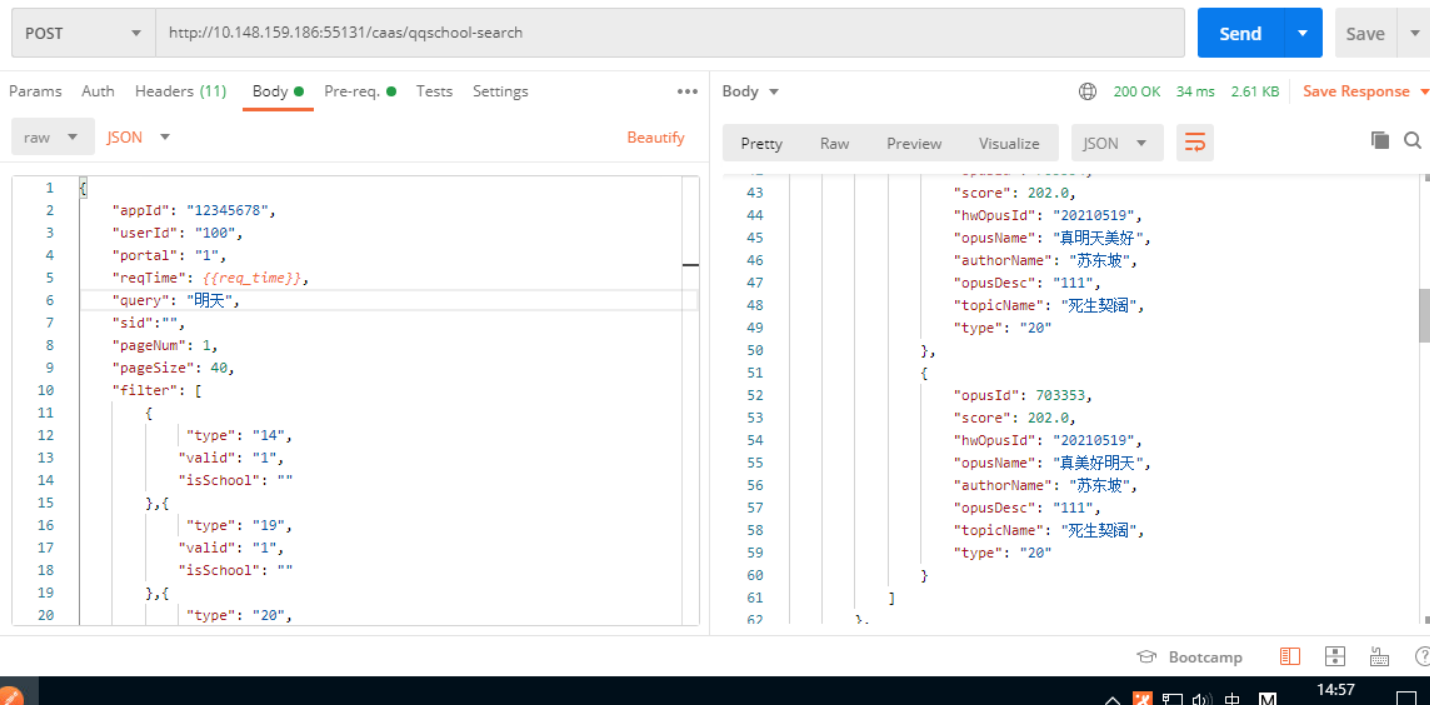 POST http://10.148.159.186:55131/caas/qqschool-search Send Save
Params Auth Headers (11) Body Pre-req. Tests Settings ••• Body 200 OK 34 ms 2.61 KB Save Response
raw JSON Beautify
Pretty Raw Preview Visualize JSON
1 {
2 "appId": "12345678",
3 "userId": "100",
4 "portal": "1",
5 "reqTime": {{req_time}},
6 "query": "明天",
7 "sid":"",
8 "pageNum": 1,
9 "pageSize": 40,
10 "filter": [
11 {
12 "type": "14",
13 "valid": "1",
14 "isSchool": ""
15 },{
16 "type": "19",
17 "valid": "1",
18 "isSchool": ""
19 },{
20 "type": "20",
43 "score": 202.0,
44 "hwOpusId": "20210519",
45 "opusName": "真明天美好",
46 "authorName": "苏东坡",
47 "opusDesc": "111",
48 "topicName": "死生契阔",
49 "type": "20"
50 },
51 {
52 "opusId": 703353,
53 "score": 202.0,
54 "hwOpusId": "20210519",
55 "opusName": "真美好明天",
56 "authorName": "苏东坡",
57 "opusDesc": "111",
58 "topicName": "死生契阔",
59 "type": "20"
60 }
61 ]
62 },
Bootcamp
中 M 14:57